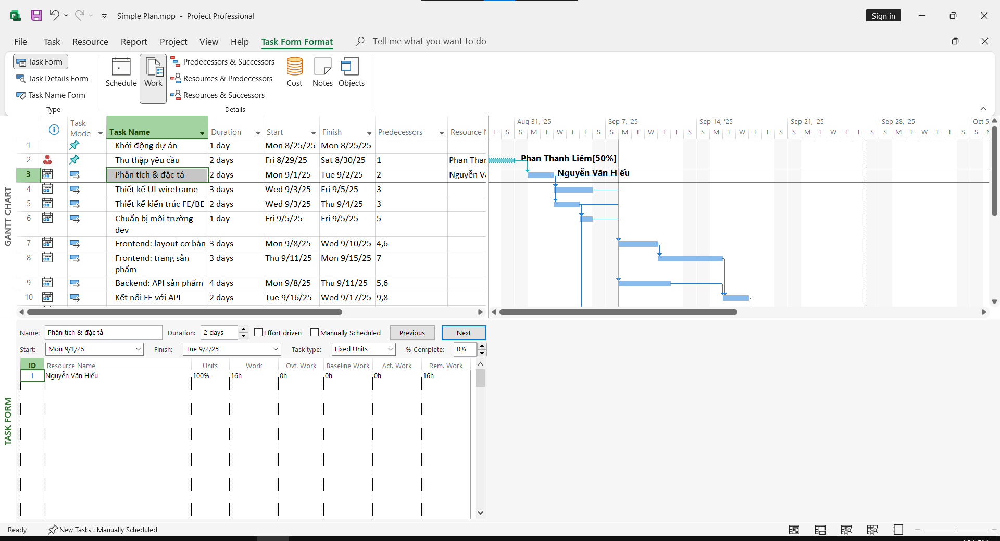 Simple Plan.mpp - Project Professional
Sign in
File Task Resource Report Project View Help Task Form Format Tell me what you want to do
Task Form
Task Details Form
Task Name Form
Type
Schedule
Work
Predecessors & Successors
Resources & Predecessors
Resources & Successors
Cost
Notes
Objects
Details
GANTT CHART
Task Mode Task Name Duration Start Finish Predecessors Resource N
1 Khởi động dự án 1 day Mon 8/25/25 Mon 8/25/25
2 Thu thập yêu cầu 2 days Fri 8/29/25 Sat 8/30/25 1 Phan Than
3 Phân tích & đặc tả 2 days Mon 9/1/25 Tue 9/2/25 2 Nguyễn Vă
4 Thiết kế UI wireframe 3 days Wed 9/3/25 Fri 9/5/25 3
5 Thiết kế kiến trúc FE/BE 2 days Wed 9/3/25 Thu 9/4/25 3
6 Chuẩn bị môi trường dev 1 day Fri 9/5/25 Fri 9/5/25 5
7 Frontend: layout cơ bản 3 days Mon 9/8/25 Wed 9/10/25 4,6
8 Frontend: trang sản phẩm 3 days Thu 9/11/25 Mon 9/15/25 7
9 Backend: API sản phẩm 4 days Mon 9/8/25 Thu 9/11/25 5,6
10 Kết nối FE với API 2 days Tue 9/16/25 Wed 9/17/25 9,8
Aug 31, '25 Sep 7, '25 Sep 14, '25 Sep 21, '25 Sep 28, '25 Oct 5
F S S M T W T F S S M T W T F S S M T W T F S S M T W T F S S M T W T F S S M
Phan Thanh Liêm[50%]
Nguyễn Văn Hiếu
TASK FORM
Name: Phân tích & đặc tả Duration: 2 days Effort driven Manually Scheduled Previous Next
Start: Mon 9/1/25 Finish: Tue 9/2/25 Task type: Fixed Units % Complete: 0%
ID Resource Name Units Work Ovt. Work Baseline Work Act. Work Rem. Work
1 Nguyễn Văn Hiếu 100% 16h 0h 0h 0h 16h
Ready New Tasks : Manually Scheduled